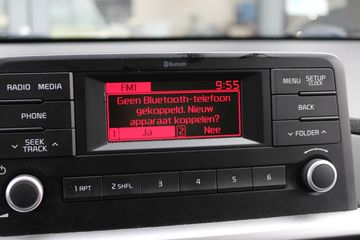 Bluetooth
RADIO MEDIA
FM1 9:55
MENU SETUP
CLOCK
Geen Bluetooth-telefoon
gekoppeld. Nieuw
apparaat koppelen?
1 Ja 2 Nee
PHONE
BACK
SEEK
TRACK
FOLDER
1 RPT 2 SHFL 3 4 5 6